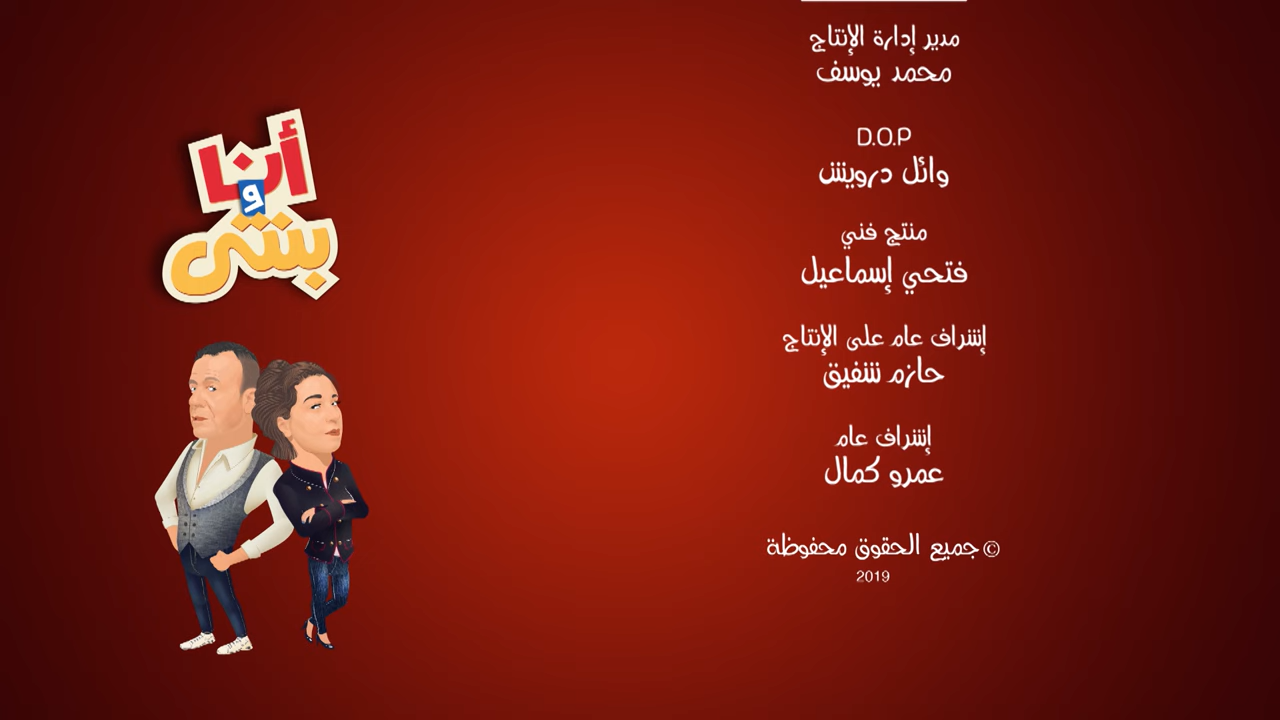 أنا
و
بنتى
مدير إدارة الإنتاج
محمد يوسف
D.O.P
وائل درويش
منتج فني
فتحي إسماعيل
إشراف عام على الإنتاج
حازم شفيق
إشراف عام
عمرو كمال
© جميع الحقوق محفوظة
2019